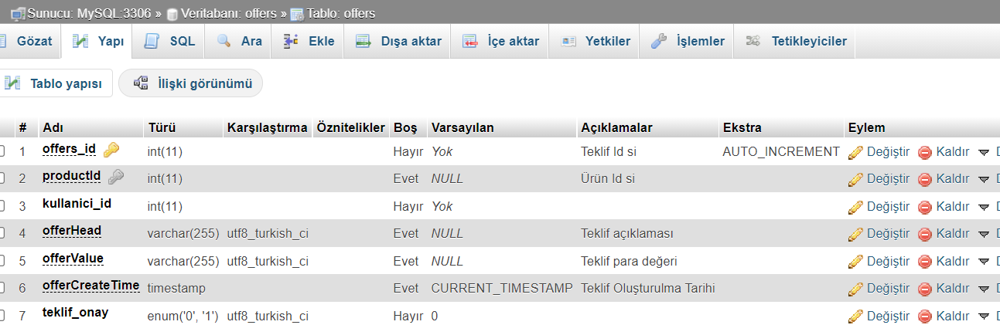 Sunucu: MySQL:3306 » Veritabanı: offers » Tablo: offers
Gözat Yapı SQL Ara Ekle Dışa aktar İçe aktar Yetkiler İşlemler Tetikleyiciler
Tablo yapısı İlişki görünümü
# Adı Türü Karşılaştırma Öznitelikler Boş Varsayılan Açıklamalar Ekstra Eylem
1 offers_id int(11) Hayır Yok Teklif Id si AUTO_INCREMENT Değiştir Kaldır
2 productId int(11) Evet NULL Ürün Id si Değiştir Kaldır
3 kullanici_id int(11) Hayır Yok Değiştir Kaldır
4 offerHead varchar(255) utf8_turkish_ci Evet NULL Teklif açıklaması Değiştir Kaldır
5 offerValue varchar(255) utf8_turkish_ci Evet NULL Teklif para değeri Değiştir Kaldır
6 offerCreateTime timestamp Evet CURRENT_TIMESTAMP Teklif Oluşturulma Tarihi Değiştir Kaldır
7 teklif_onay enum('0', '1') utf8_turkish_ci Hayır 0 Değiştir Kaldır